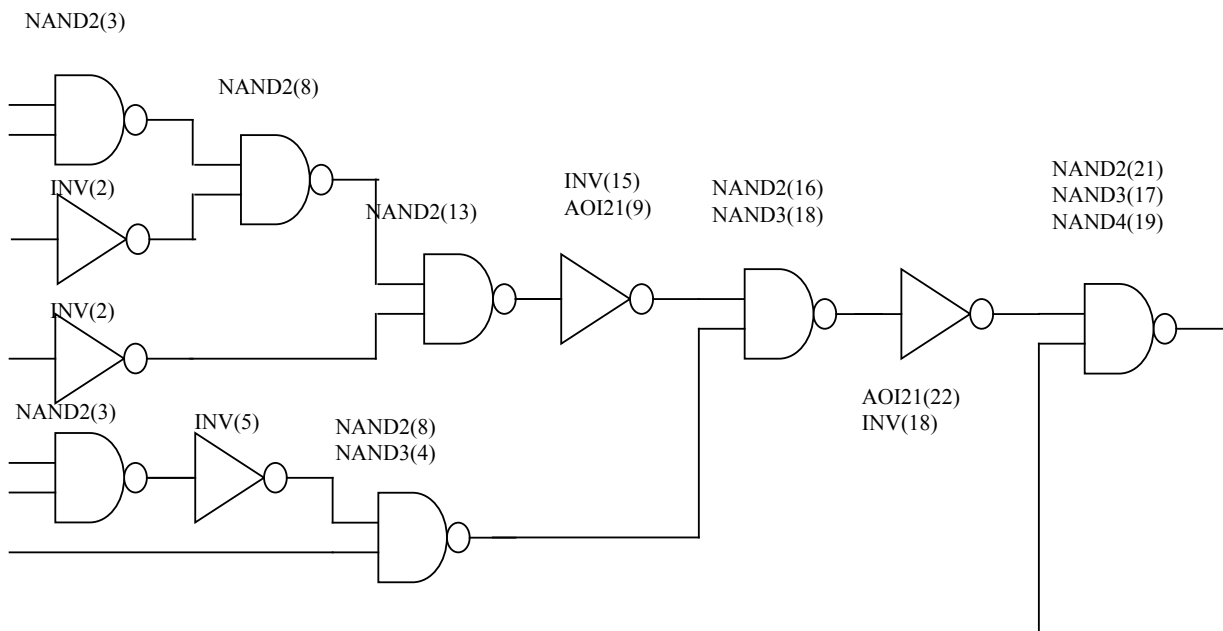 NAND2(3)
NAND2(8)
INV(2)
NAND2(13)
INV(15)
AOI21(9)
NAND2(16)
NAND3(18)
NAND2(21)
NAND3(17)
NAND4(19)
INV(2)
NAND2(3)
INV(5)
NAND2(8)
NAND3(4)
AOI21(22)
INV(18)